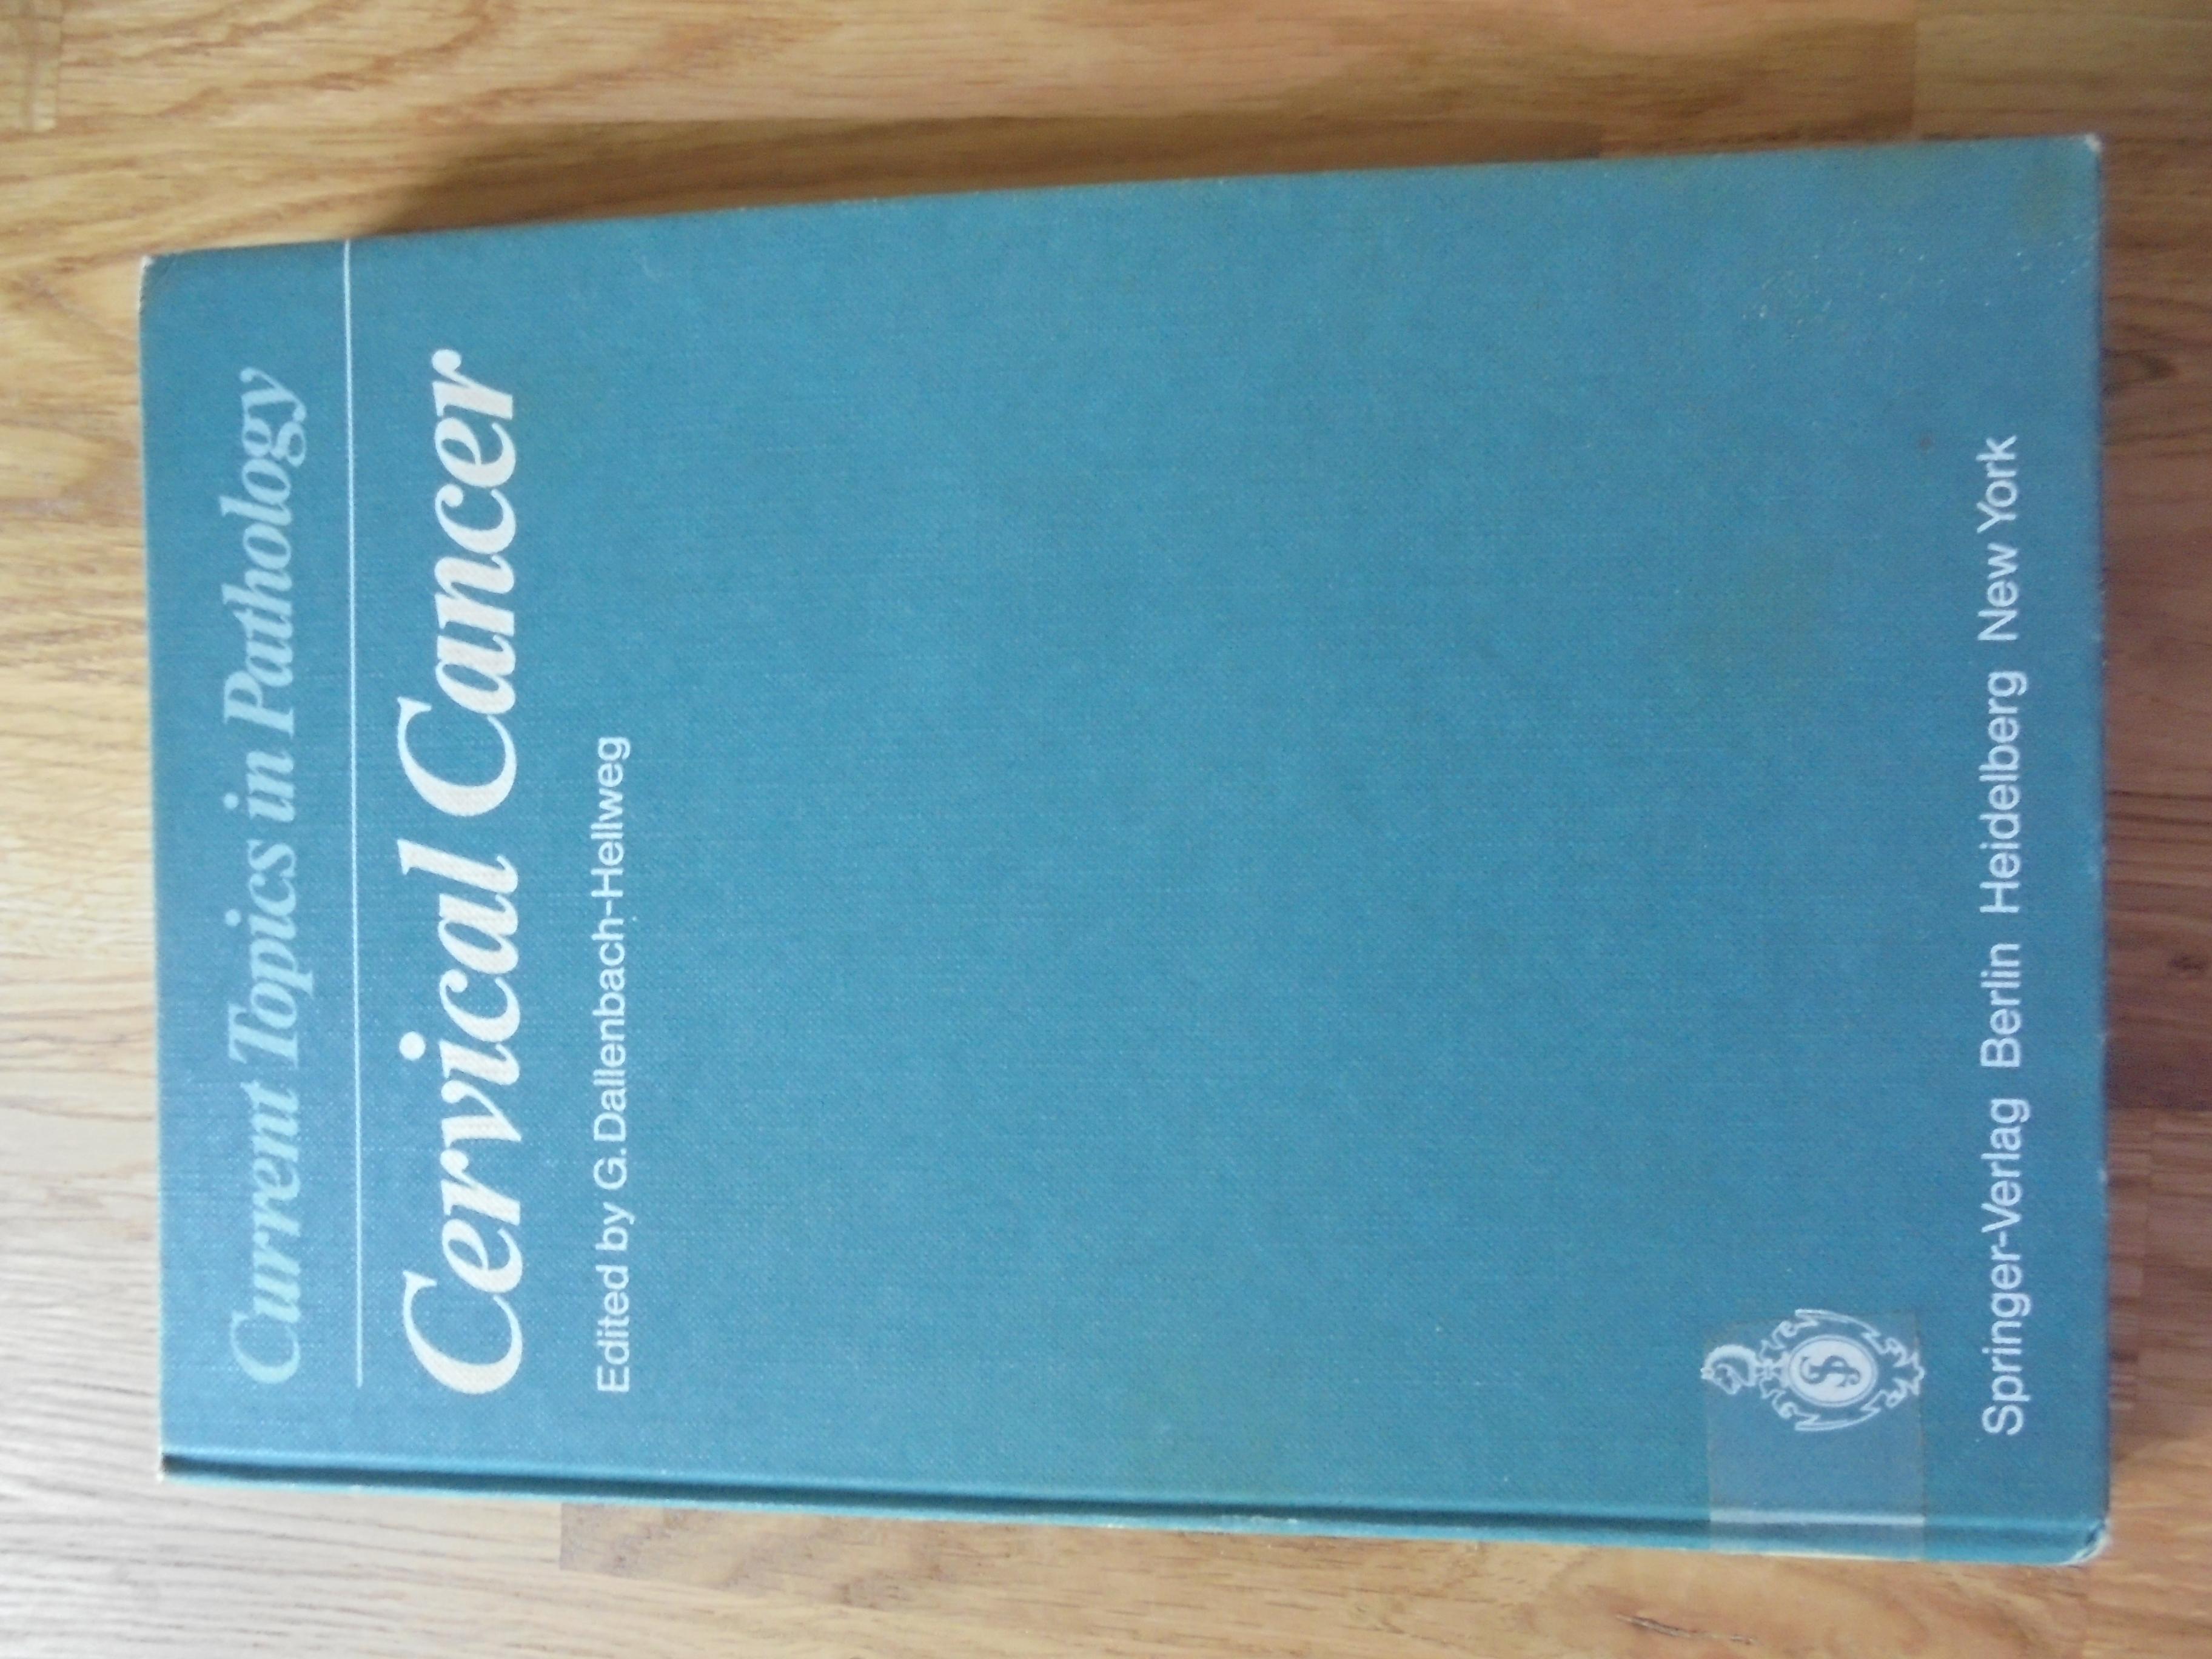 Current Topics in Pathology
Cervical Cancer
Edited by G. Dallenbach-Hellweg
Springer-Verlag Berlin Heidelberg New York